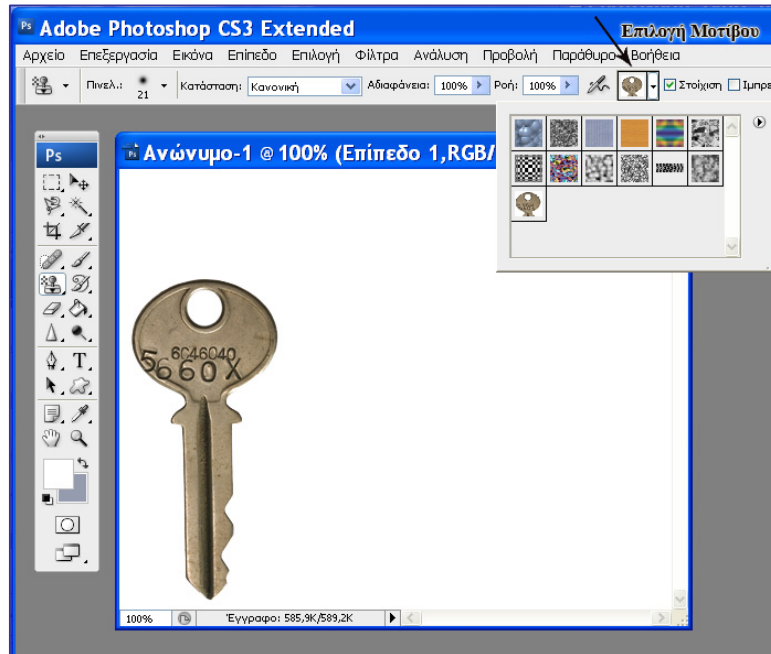 Ps Adobe Photoshop CS3 Extended
Επιλογή Μοτίβου
Αρχείο Επεξεργασία Εικόνα Επίπεδο Επιλογή Φίλτρα Ανάλυση Προβολή Παράθυρο Βοήθεια
Πινελ.: 21 Κατάσταση: Κανονική Αδιαφάνεια: 100% Ροή: 100% Στοίχιση Ιμπρε
Ps
Ανώνυμο-1 @ 100% (Επίπεδο 1,RGB/
6C46040
5660X
T
100% Έγγραφο: 585,9K/589,2K